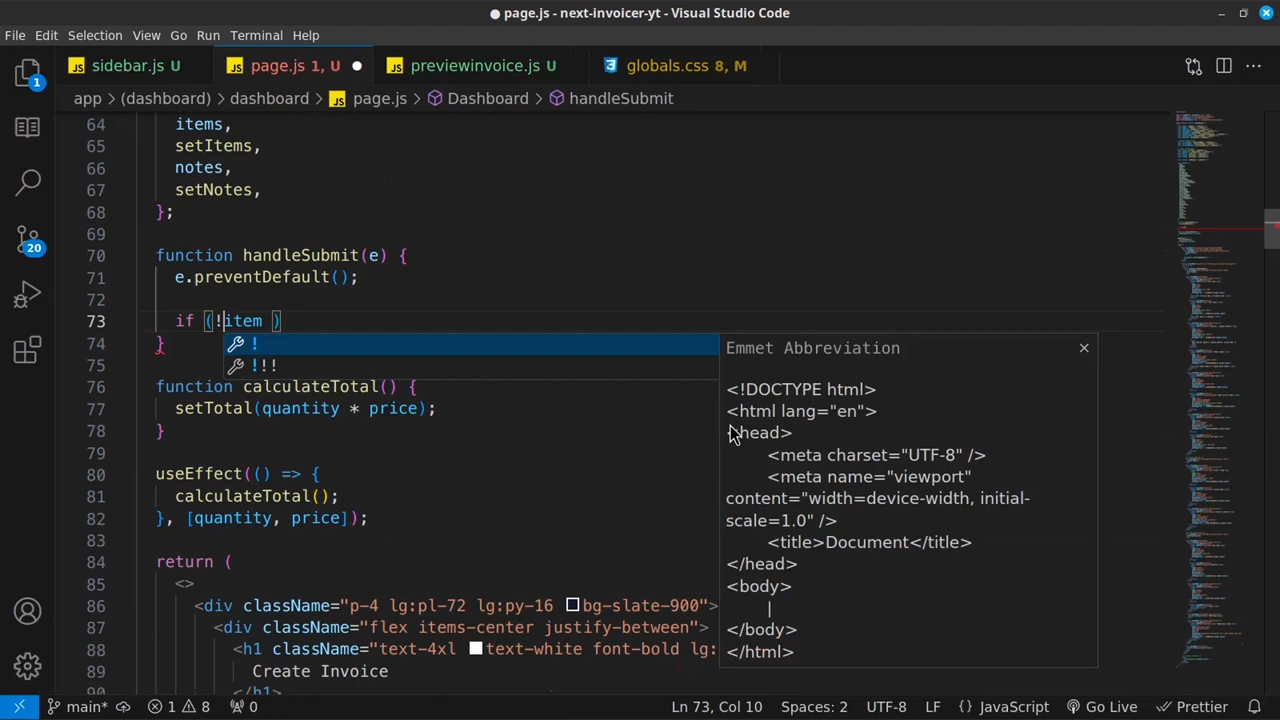 page.js - next-invoicer-yt - Visual Studio Code
File Edit Selection View Go Run Terminal Help
sidebar.js U page.js 1, U previewinvoice.js U globals.css 8, M
app > (dashboard) > dashboard > page.js > Dashboard > handleSubmit
1
20
64 items,
65 setItems,
66 notes,
67 setNotes,
68 };
69
70 function handleSubmit(e) {
71 e.preventDefault();
72
73 if (!item )
74 }
75
76 function calculateTotal() {
77 setTotal(quantity * price);
78 }
79
80 useEffect(() => {
81 calculateTotal();
82 }, [quantity, price]);
83
84 return (
85 <>
86 <div className="p-4 lg:pl-72 lg:py-16 bg-slate-900">
87 <div className="flex items-center justify-between">
88 <h1 className="text-4xl text-white font-bold lg:
89 Create Invoice
90 </h1>
!
!!!
Emmet Abbreviation
<!DOCTYPE html>
<html lang="en">
<head>
<meta charset="UTF-8" />
<meta name="viewport"
content="width=device-width, initial-
scale=1.0" />
<title>Document</title>
</head>
<body>
|
</body>
</html>
main* 1 8 0 Ln 73, Col 10 Spaces: 2 UTF-8 LF {} JavaScript Go Live Prettier